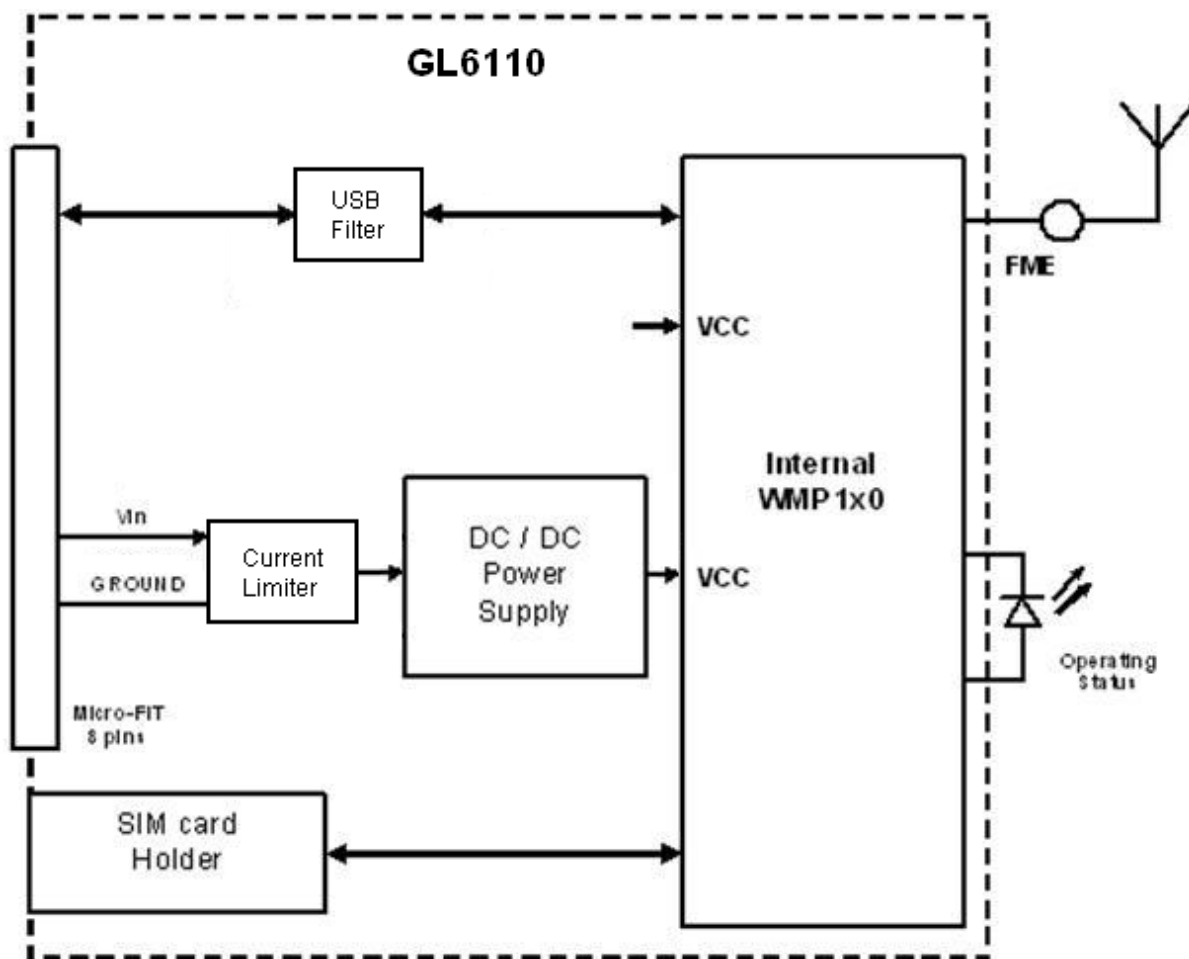 GL6110
USB
Filter
FME
VCC
Internal
WMP1x0
Vin
GROUND
Current
Limiter
DC / DC
Power
Supply
VCC
Operating
Status
Micro-FIT
8 pins
SIM card
Holder